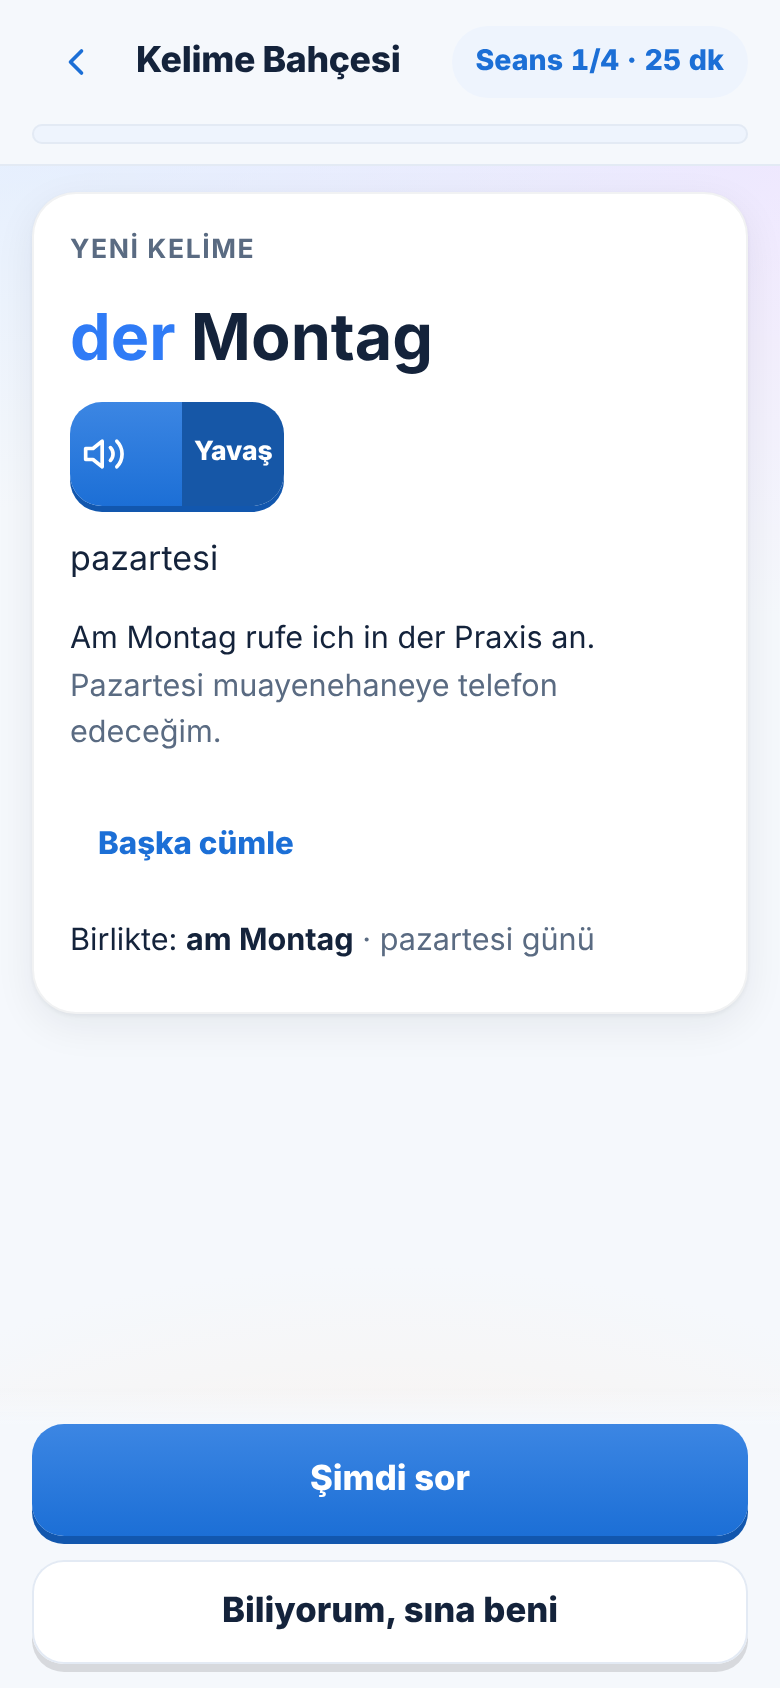 Kelime Bahçesi
Seans 1/4 · 25 dk
YENİ KELİME
der Montag
Yavaş
pazartesi
Am Montag rufe ich in der Praxis an.
Pazartesi muayenehaneye telefon
edeceğim.
Başka cümle
Birlikte: am Montag · pazartesi günü
Şimdi sor
Biliyorum, sına beni